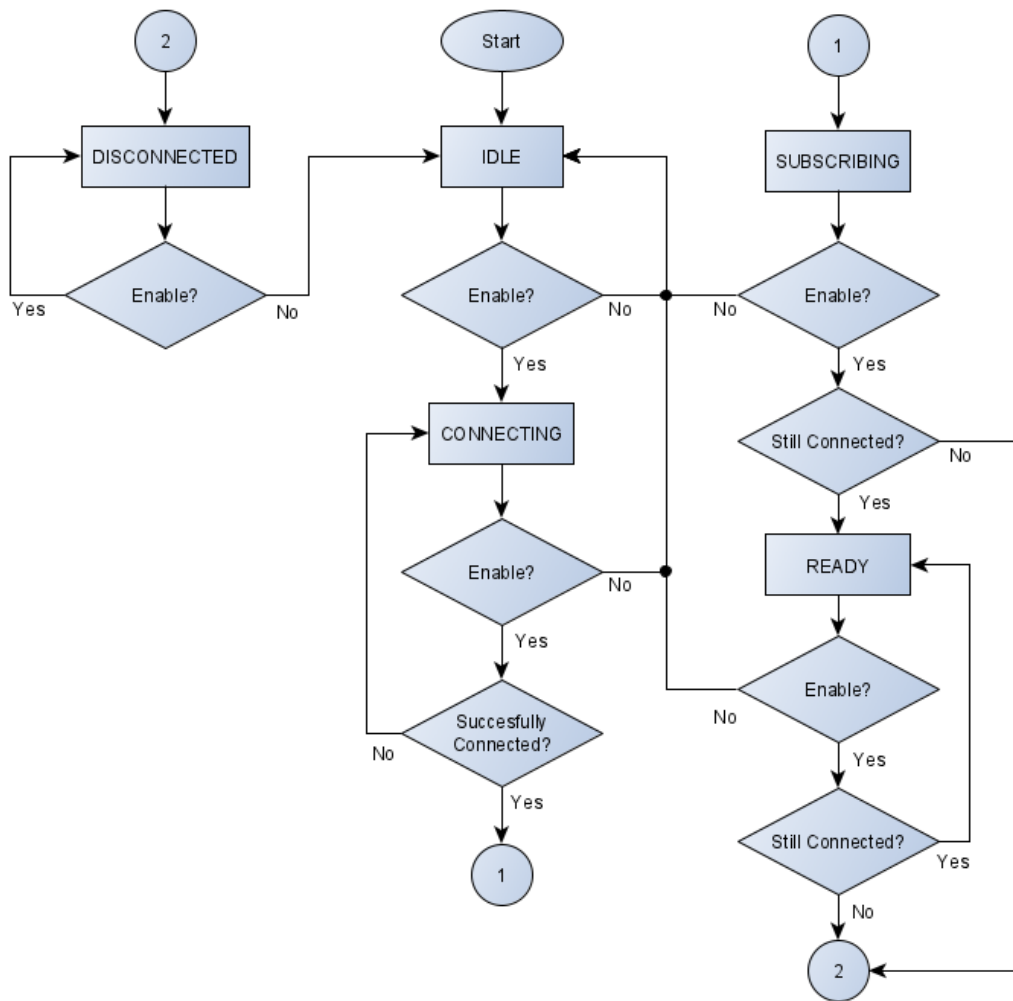 2
Start
1
DISCONNECTED
IDLE
SUBSCRIBING
Enable?
Yes
No
Enable?
No
Yes
Enable?
No
Yes
CONNECTING
Still Connected?
No
Yes
Enable?
No
Yes
READY
Succesfully
Connected?
No
Yes
Enable?
No
Yes
1
Still Connected?
Yes
No
2